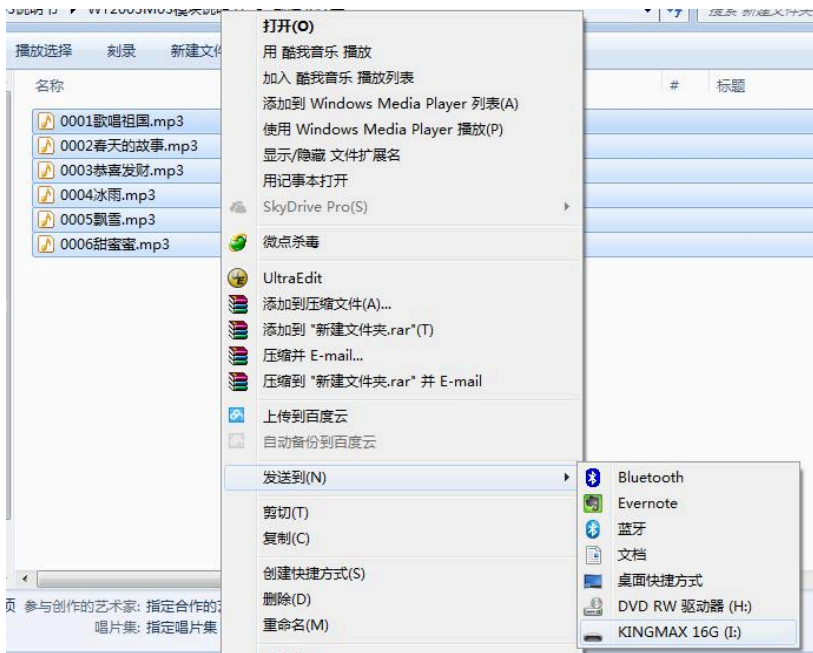 播放选择 刻录
名称 # 标题
0001歌唱祖国.mp3
0002春天的故事.mp3
0003恭喜发财.mp3
0004冰雨.mp3
0005飘雪.mp3
0006甜蜜蜜.mp3
打开(O)
用 酷我音乐 播放
加入 酷我音乐 播放列表
添加到 Windows Media Player 列表(A)
使用 Windows Media Player 播放(P)
显示/隐藏 文件扩展名
用记事本打开
SkyDrive Pro(S)
微点杀毒
UltraEdit
添加到压缩文件(A)...
添加到 "新建文件夹.rar"(T)
压缩并 E-mail...
压缩到 "新建文件夹.rar" 并 E-mail
上传到百度云
自动备份到百度云
发送到(N)
剪切(T)
复制(C)
创建快捷方式(S)
删除(D)
重命名(M)
Bluetooth
Evernote
蓝牙
文档
桌面快捷方式
DVD RW 驱动器 (H:)
KINGMAX 16G (I:)
参与创作的艺术家: 指定合作的
唱片集: 指定唱片集